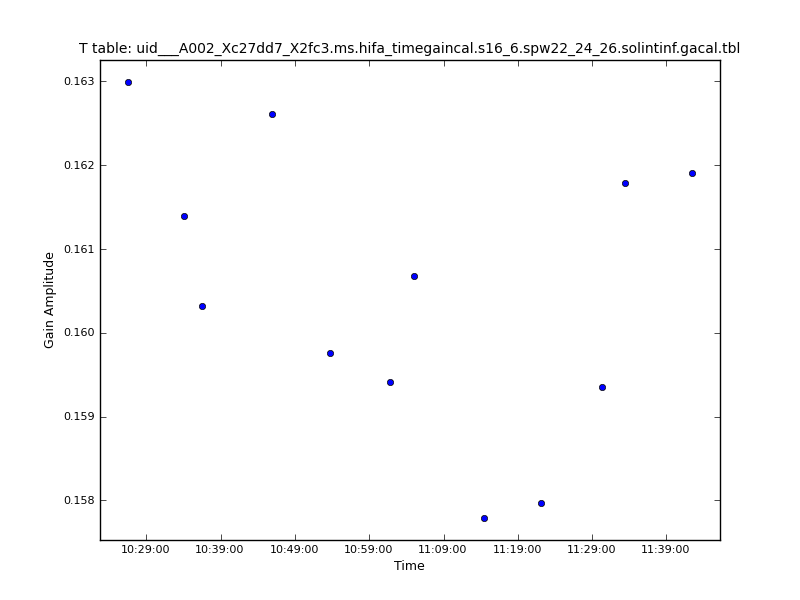 T table: uid___A002_Xc27dd7_X2fc3.ms.hifa_timegaincal.s16_6.spw22_24_26.solintinf.gacal.tbl
0.163
0.162
0.161
0.160
0.159
0.158
Gain Amplitude
10:29:00 10:39:00 10:49:00 10:59:00 11:09:00 11:19:00 11:29:00 11:39:00
Time